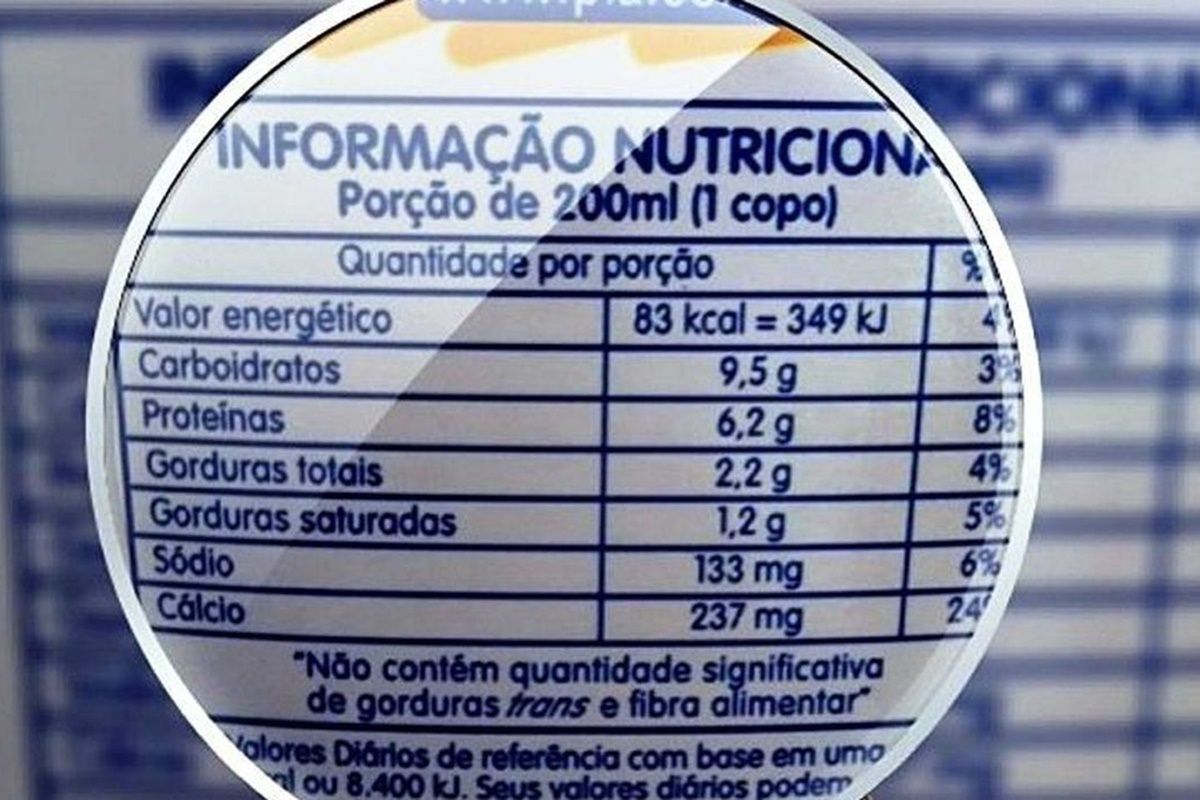 INFORMAÇÃO NUTRICIONA
Porção de 200ml (1 copo)
Quantidade por porção %
Valor energético 83 kcal = 349 kJ 4%
Carboidratos 9,5 g 3%
Proteínas 6,2 g 8%
Gorduras totais 2,2 g 4%
Gorduras saturadas 1,2 g 5%
Sódio 133 mg 6%
Cálcio 237 mg 24%
"Não contém quantidade significativa
de gorduras trans e fibra alimentar"
Valores Diários de referência com base em uma
ou 8.400 kJ. Seus valores diários podem